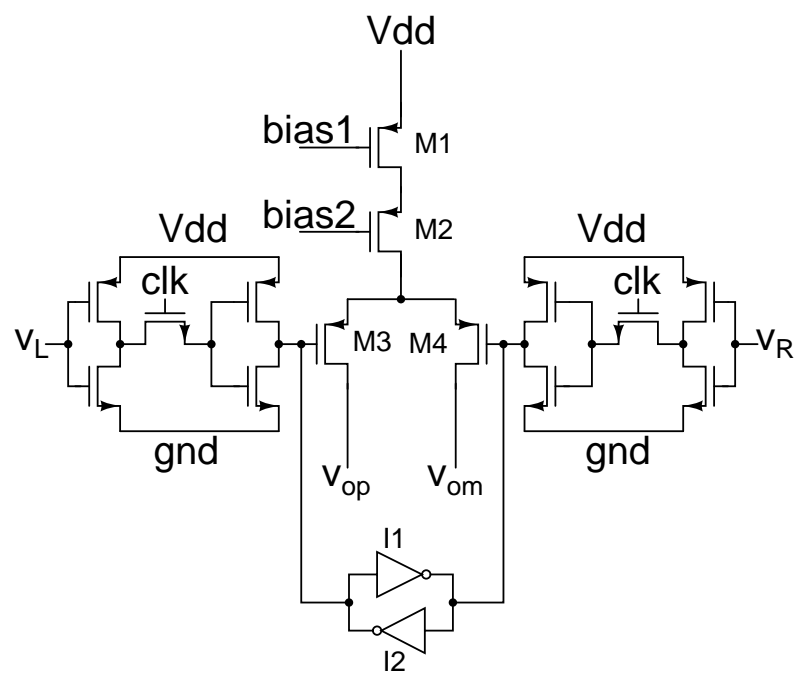 Vdd
bias1
M1
bias2
M2
Vdd
Vdd
clk
clk
vL
M3
M4
vR
gnd
gnd
vop
vom
I1
I2